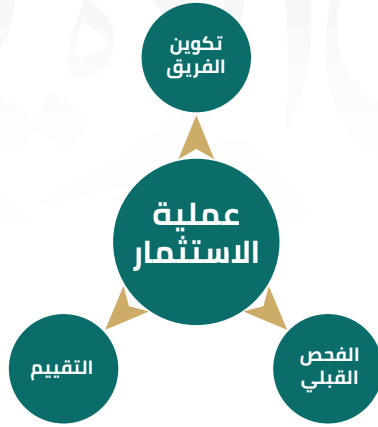 تكوين
الفريق
عملية
الاستثمار
الفحص
القبلي
التقييم